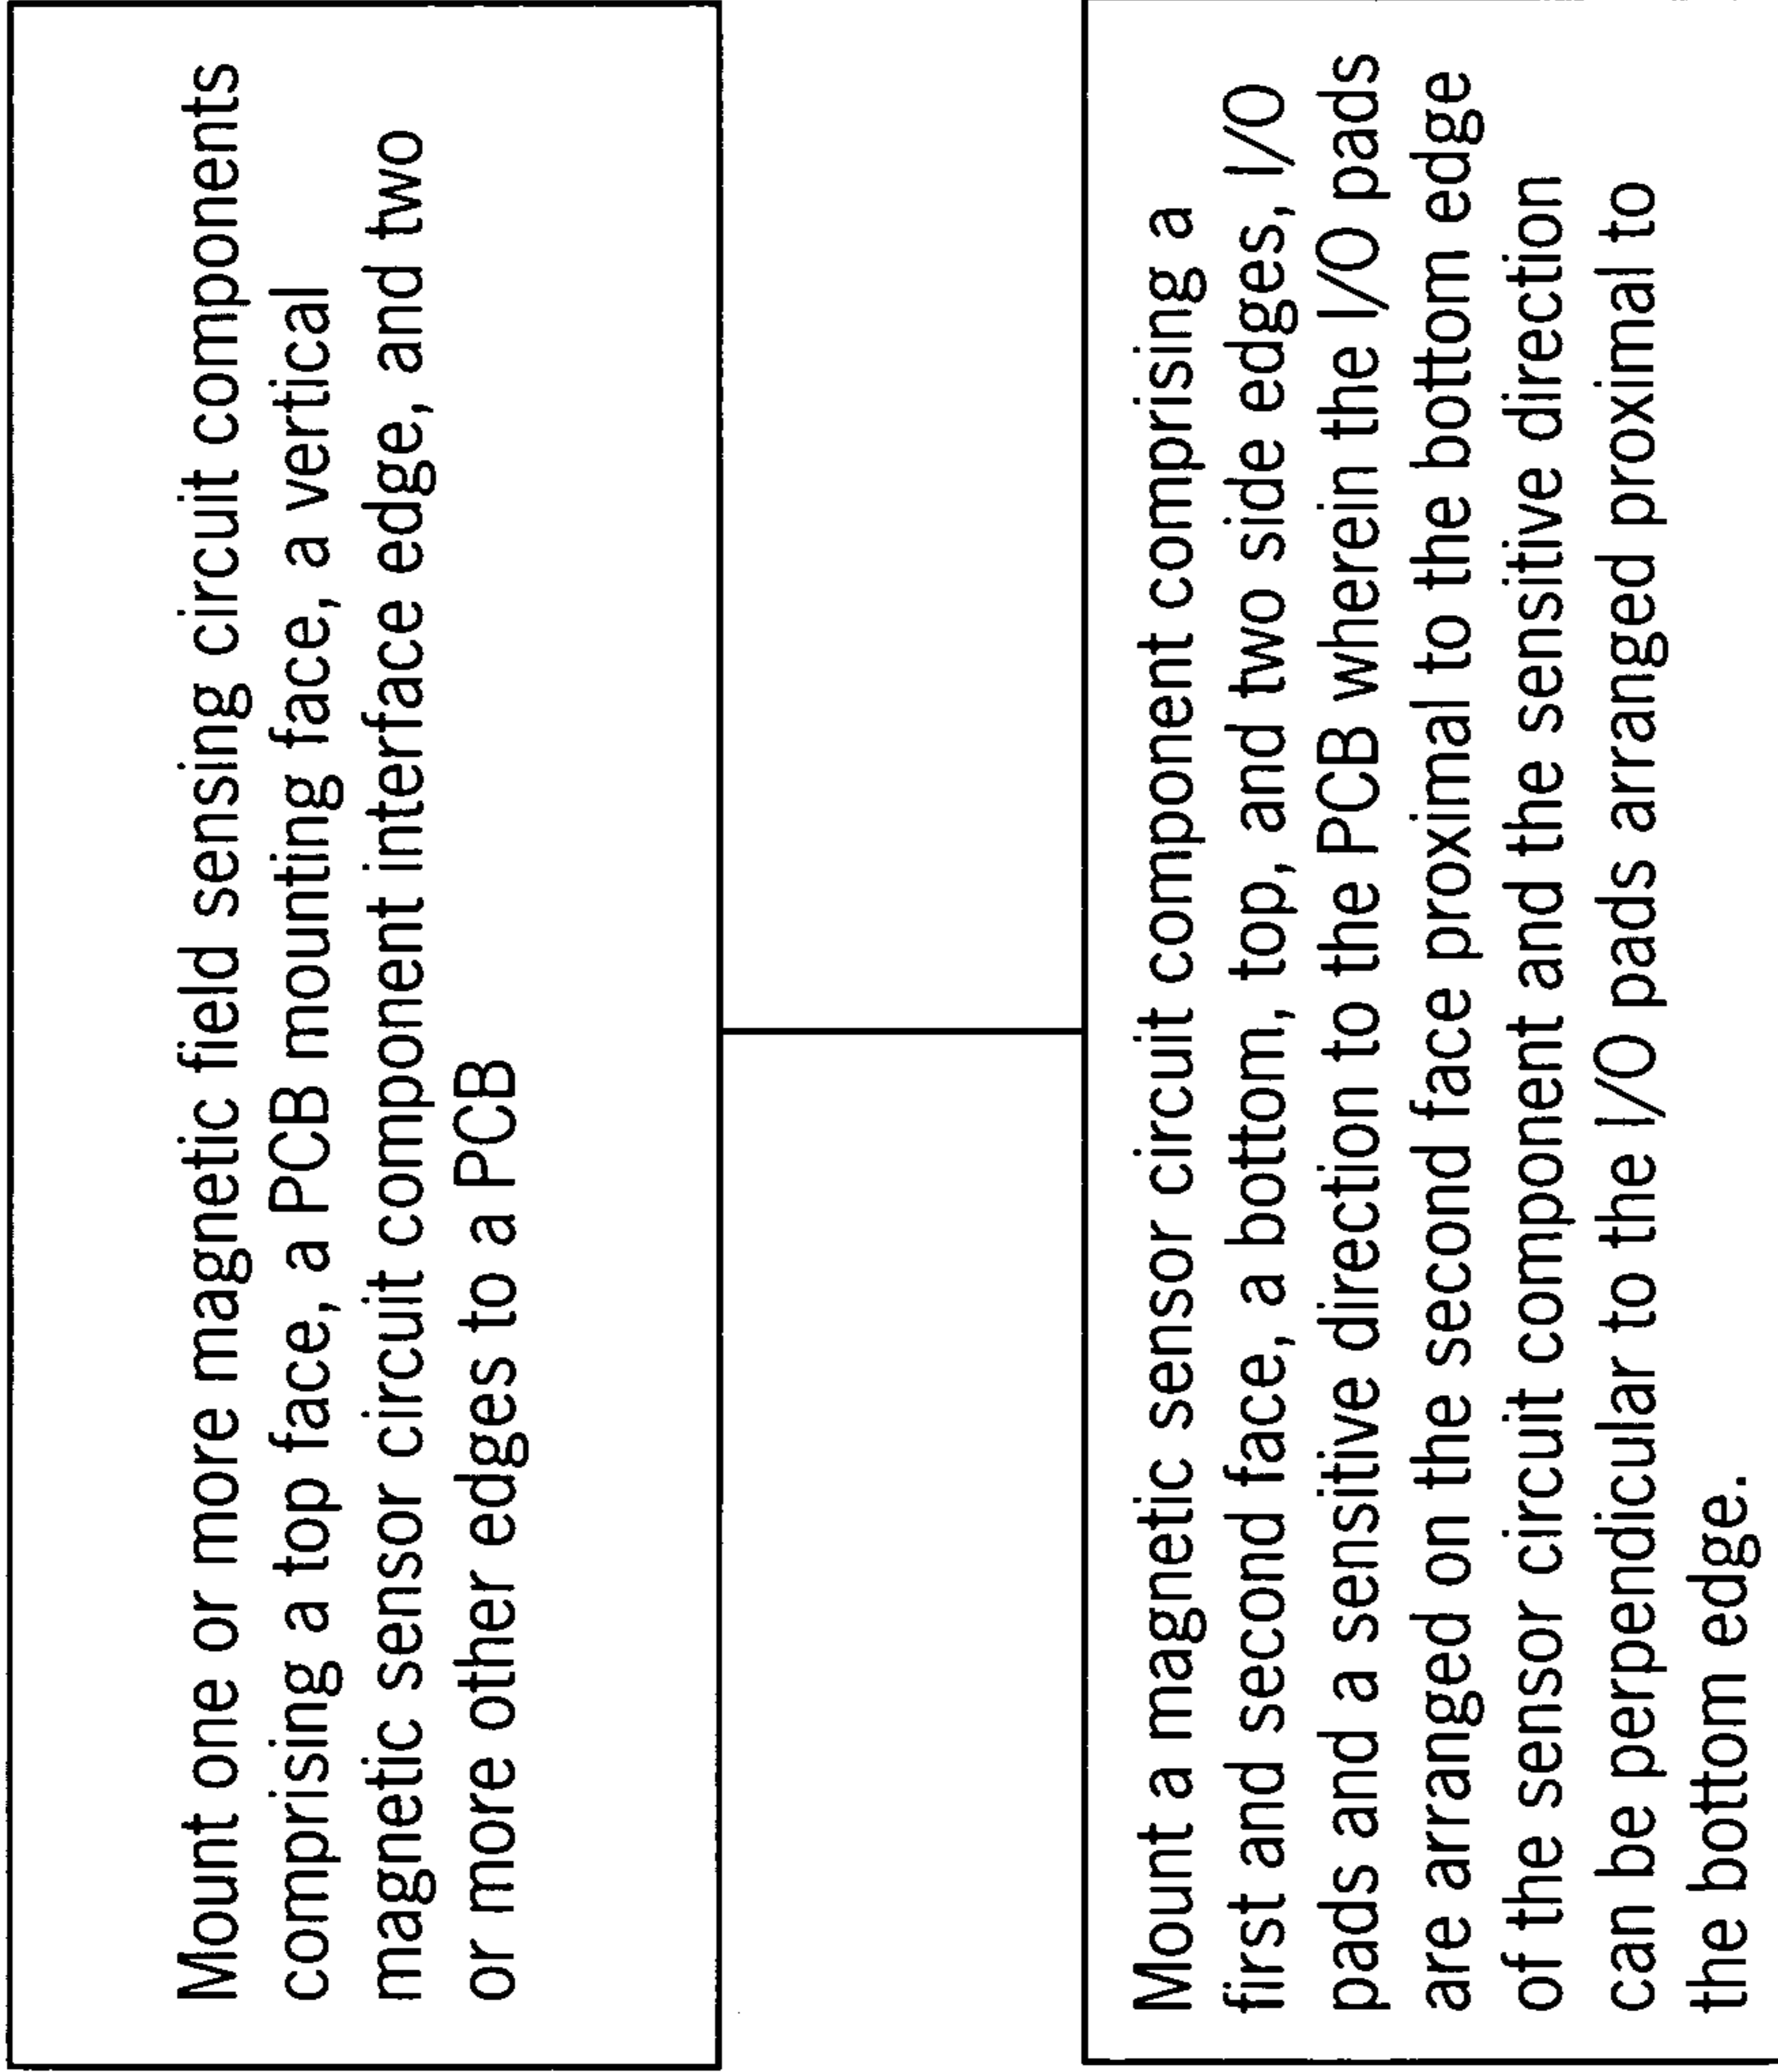 Mount one or more magnetic field sensing circuit components
comprising a top face, a PCB mounting face, a vertical
magnetic sensor circuit component interface edge, and two
or more other edges to a PCB
Mount a magnetic sensor circuit component comprising a
first and second face, a bottom, top, and two side edges, I/O
pads and a sensitive direction to the PCB wherein the I/O pads
are arranged on the second face proximal to the bottom edge
of the sensor circuit component and the sensitive direction
can be perpendicular to the I/O pads arranged proximal to
the bottom edge.